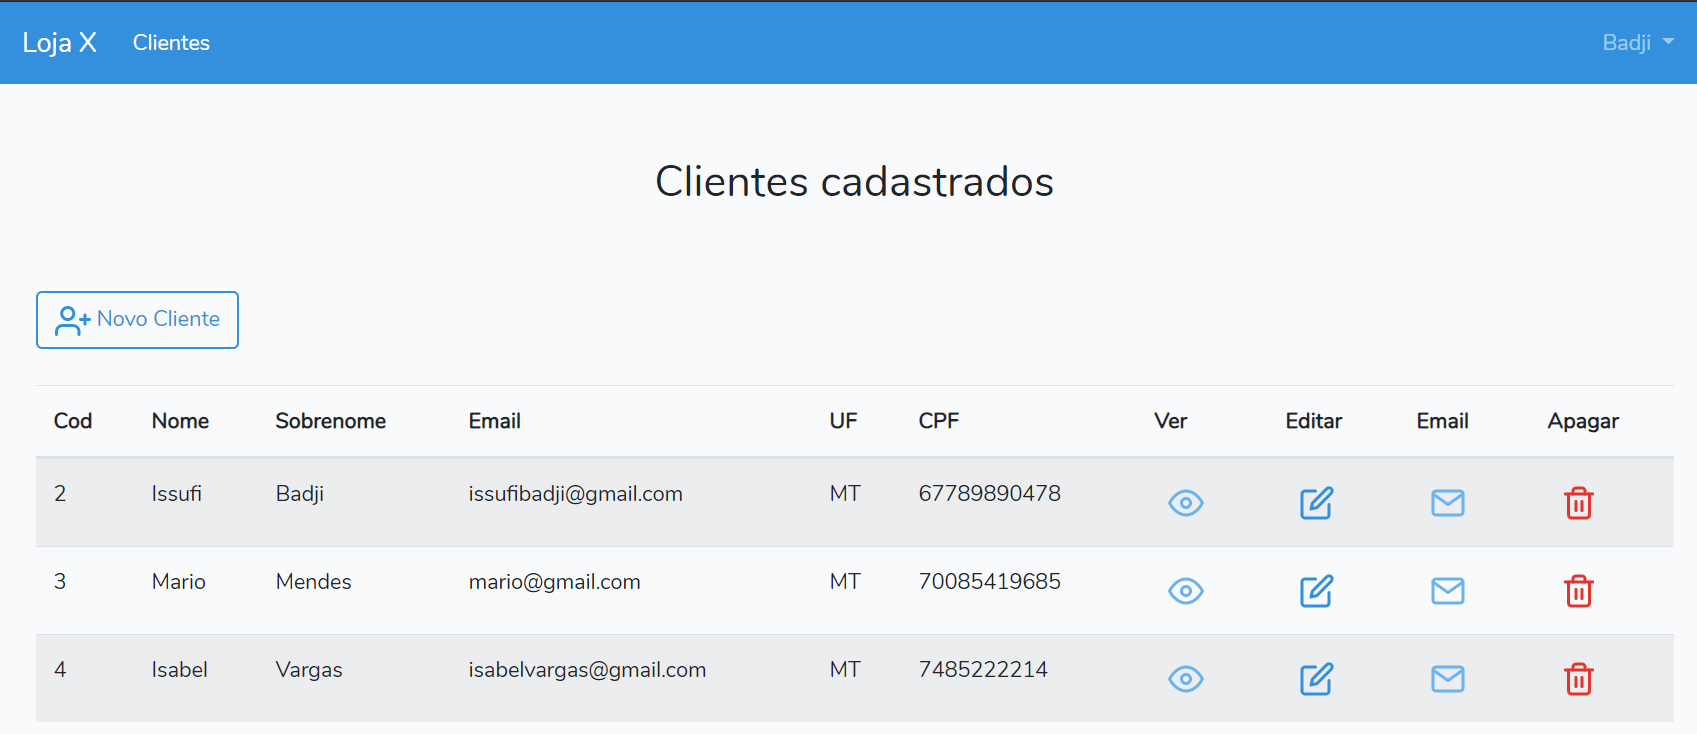 Loja X Clientes Badji
Clientes cadastrados
Novo Cliente
Cod Nome Sobrenome Email UF CPF Ver Editar Email Apagar
2 Issufi Badji issufibadji@gmail.com MT 67789890478
3 Mario Mendes mario@gmail.com MT 70085419685
4 Isabel Vargas isabelvargas@gmail.com MT 7485222214